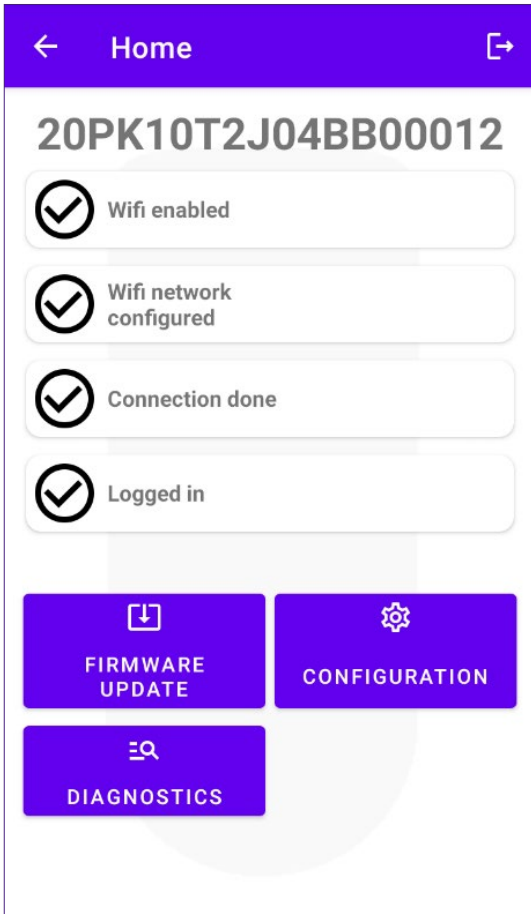 Home
20PK10T2J04BB00012
Wifi enabled
Wifi network
configured
Connection done
Logged in
FIRMWARE
UPDATE
CONFIGURATION
DIAGNOSTICS